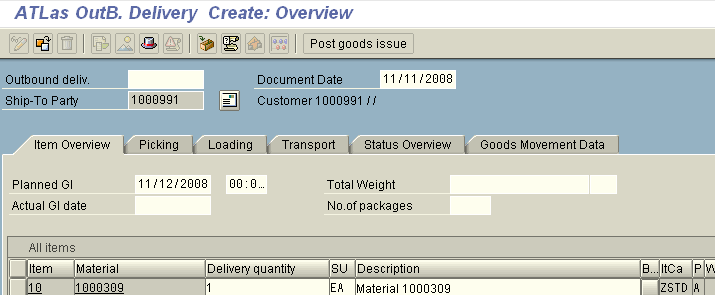 ATLas OutB. Delivery Create: Overview
Post goods issue
Outbound deliv. Document Date 11/11/2008
Ship-To Party 1000991 Customer 1000991 / /
Item Overview Picking Loading Transport Status Overview Goods Movement Data
Planned GI 11/12/2008 00:0… Total Weight
Actual GI date No.of packages
All items
Item Material Delivery quantity SU Description B... ItCa P W
10 1000309 1 EA Material 1000309 ZSTD A